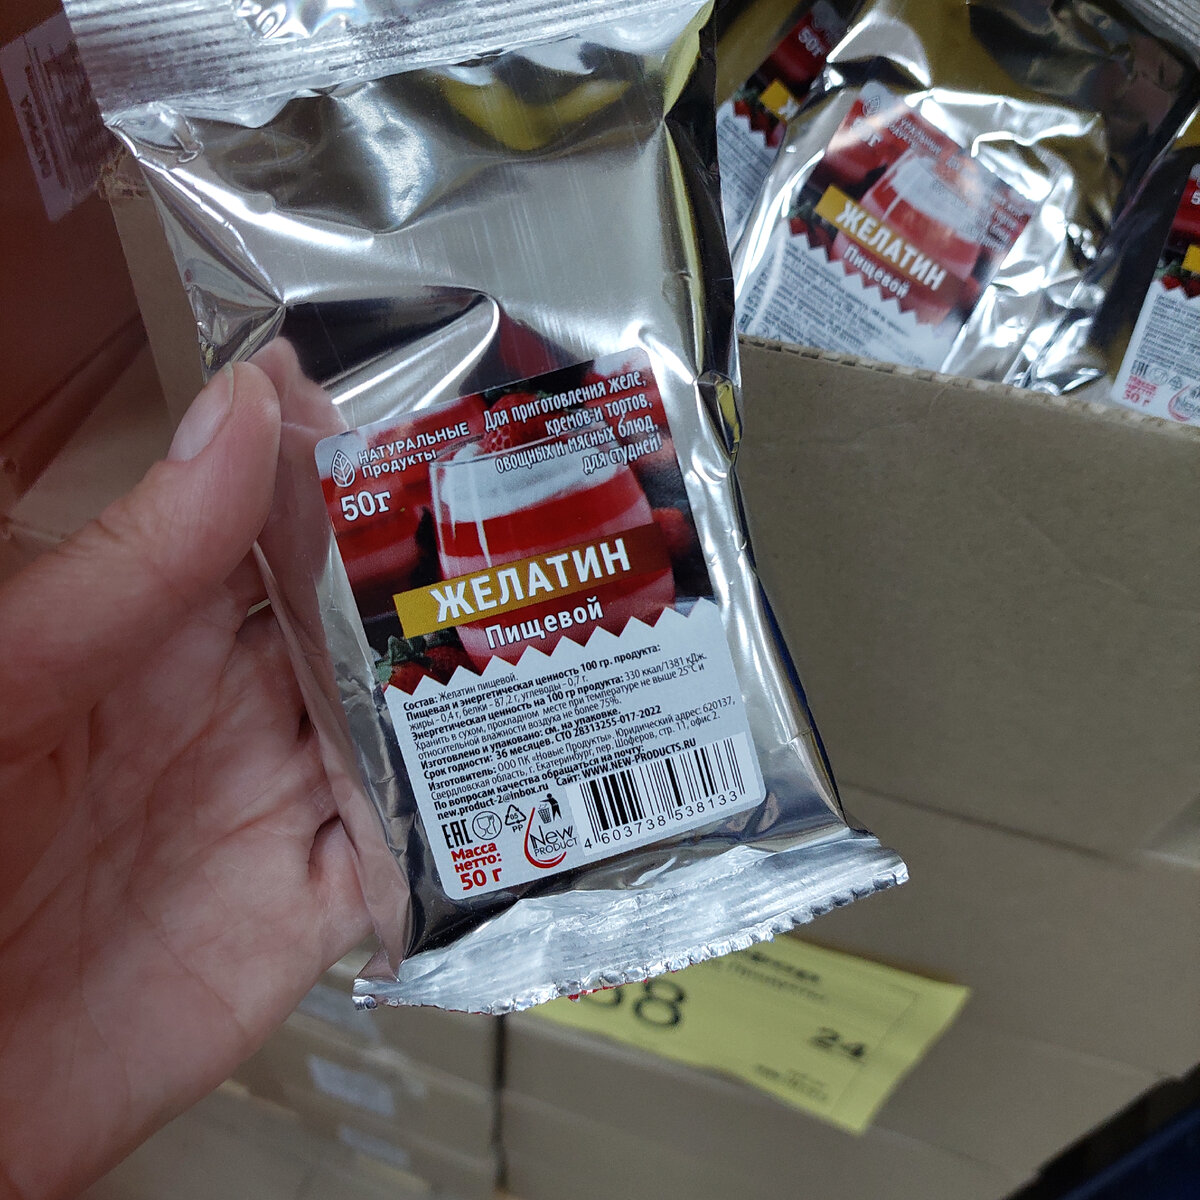 НАТУРАЛЬНЫЕ
Продукты
50г
Для приготовления желе,
кремов и тортов,
овощных и мясных блюд,
для студней!
ЖЕЛАТИН
Пищевой
Состав: Желатин пищевой.
Пищевая и энергетическая ценность 100 гр. продукта:
жиры - 0,4 г, белки - 87,2 г, углеводы - 0,7 г.
Энергетическая ценность на 100 гр продукта: 330 ккал/1381 кДж.
Хранить в сухом, прохладном месте при температуре не выше 25°С и
относительной влажности воздуха не более 75%.
Изготовлено и упаковано: см. на упаковке.
Срок годности: 36 месяцев. СТО 28313255-017-2022
Изготовитель: ООО ПК «Новые Продукты». Юридический адрес: 620137,
Свердловская область, г. Екатеринбург, пер. Шоферов, стр. 11, офис 2.
По вопросам качества обращаться на почту:
new.product-2@inbox.ru Сайт: WWW.NEW-PRODUCTS.RU
EAC
05
PP
New
PRODUCT
Масса
нетто:
50 г
4 603738 538133
50г
ЖЕЛАТИН
Пищевой
Масса
нетто:
50 г
24